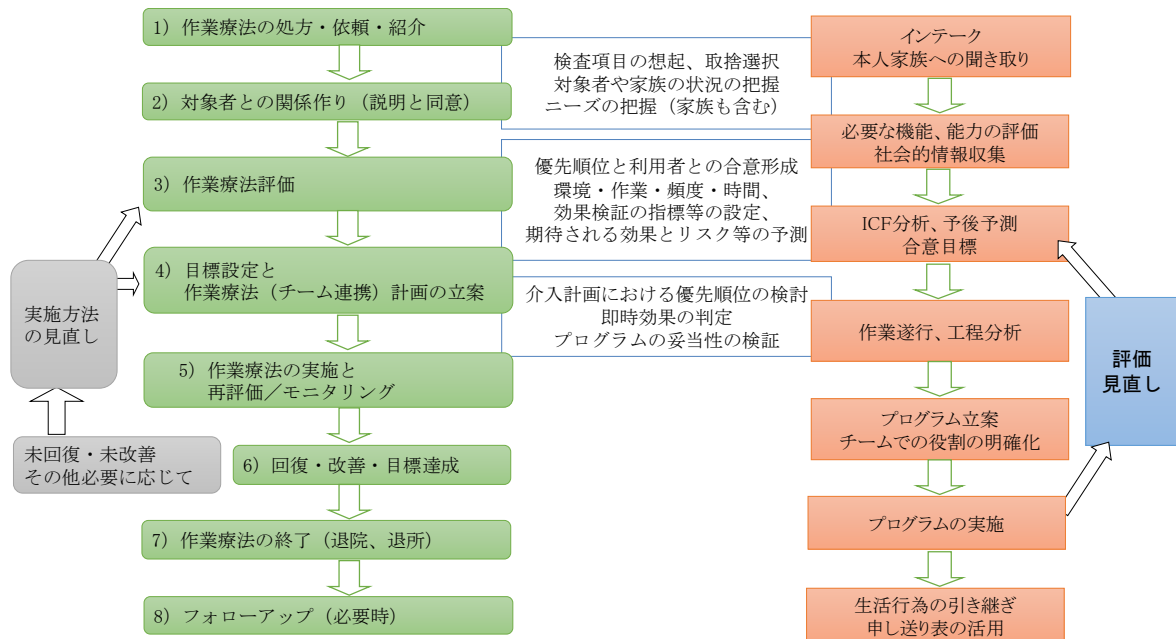 1）作業療法の処方・依頼・紹介
2）対象者との関係作り（説明と同意）
3）作業療法評価
4）目標設定と
作業療法（チーム連携）計画の立案
5）作業療法の実施と
再評価／モニタリング
6）回復・改善・目標達成
7）作業療法の終了（退院、退所）
8）フォローアップ（必要時）
実施方法
の見直し
未回復・未改善
その他必要に応じて
検査項目の想起、取捨選択
対象者や家族の状況の把握
ニーズの把握（家族も含む）
優先順位と利用者との合意形成
環境・作業・頻度・時間、
効果検証の指標等の設定、
期待される効果とリスク等の予測
介入計画における優先順位の検討
即時効果の判定
プログラムの妥当性の検証
インテーク
本人家族への聞き取り
必要な機能、能力の評価
社会的情報収集
ICF分析、予後予測
合意目標
作業遂行、工程分析
プログラム立案
チームでの役割の明確化
プログラムの実施
生活行為の引き継ぎ
申し送り表の活用
評価
見直し